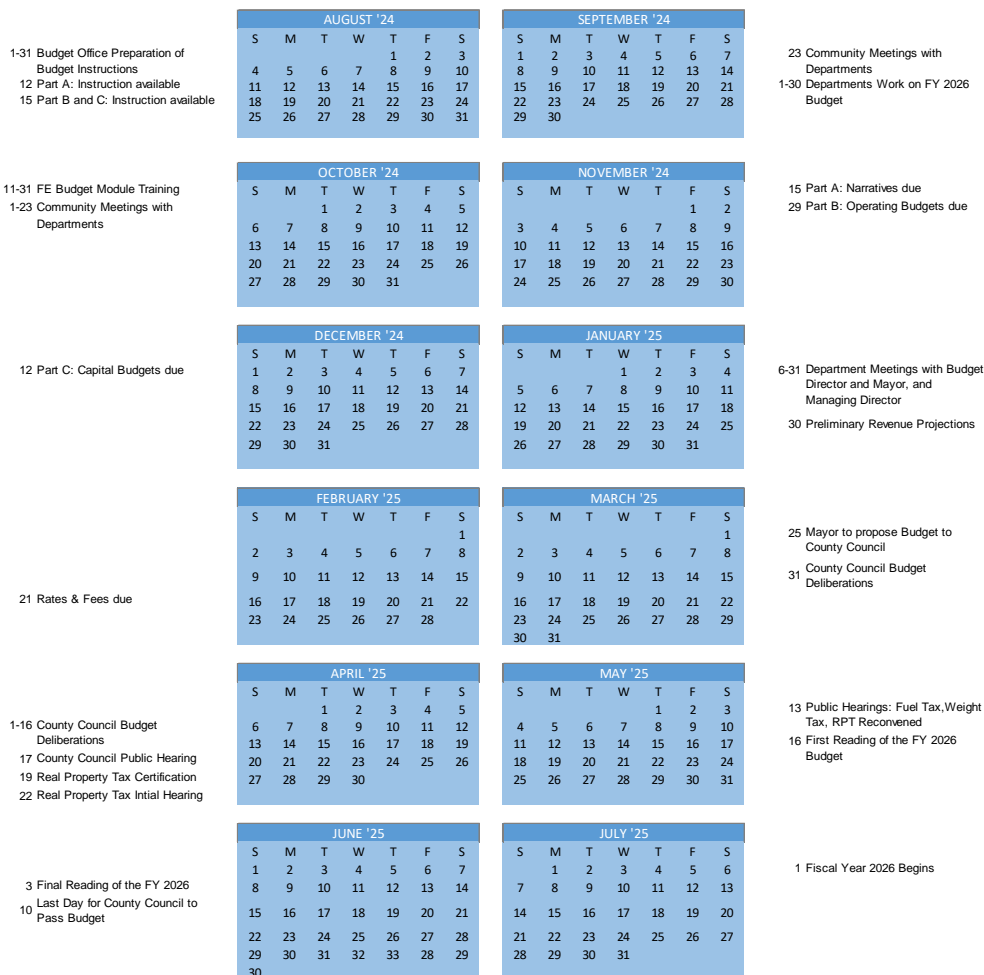 AUGUST '24
S M T W T F S
1 2 3
4 5 6 7 8 9 10
11 12 13 14 15 16 17
18 19 20 21 22 23 24
25 26 27 28 29 30 31
1-31 Budget Office Preparation of
Budget Instructions
12 Part A: Instruction available
15 Part B and C: Instruction available
SEPTEMBER '24
S M T W T F S
1 2 3 4 5 6 7
8 9 10 11 12 13 14
15 16 17 18 19 20 21
22 23 24 25 26 27 28
29 30
23 Community Meetings with
Departments
1-30 Departments Work on FY 2026
Budget
OCTOBER '24
S M T W T F S
1 2 3 4 5
6 7 8 9 10 11 12
13 14 15 16 17 18 19
20 21 22 23 24 25 26
27 28 29 30 31
11-31 FE Budget Module Training
1-23 Community Meetings with
Departments
NOVEMBER '24
S M T W T F S
1 2
3 4 5 6 7 8 9
10 11 12 13 14 15 16
17 18 19 20 21 22 23
24 25 26 27 28 29 30
15 Part A: Narratives due
29 Part B: Operating Budgets due
DECEMBER '24
S M T W T F S
1 2 3 4 5 6 7
8 9 10 11 12 13 14
15 16 17 18 19 20 21
22 23 24 25 26 27 28
29 30 31
12 Part C: Capital Budgets due
JANUARY '25
S M T W T F S
1 2 3 4
5 6 7 8 9 10 11
12 13 14 15 16 17 18
19 20 21 22 23 24 25
26 27 28 29 30 31
6-31 Department Meetings with Budget
Director and Mayor, and
Managing Director
30 Preliminary Revenue Projections
FEBRUARY '25
S M T W T F S
1
2 3 4 5 6 7 8
9 10 11 12 13 14 15
16 17 18 19 20 21 22
23 24 25 26 27 28
21 Rates & Fees due
MARCH '25
S M T W T F S
1
2 3 4 5 6 7 8
9 10 11 12 13 14 15
16 17 18 19 20 21 22
23 24 25 26 27 28 29
30 31
25 Mayor to propose Budget to
County Council
31 County Council Budget
Deliberations
APRIL '25
S M T W T F S
1 2 3 4 5
6 7 8 9 10 11 12
13 14 15 16 17 18 19
20 21 22 23 24 25 26
27 28 29 30
1-16 County Council Budget
Deliberations
17 County Council Public Hearing
19 Real Property Tax Certification
22 Real Property Tax Intial Hearing
MAY '25
S M T W T F S
1 2 3
4 5 6 7 8 9 10
11 12 13 14 15 16 17
18 19 20 21 22 23 24
25 26 27 28 29 30 31
13 Public Hearings: Fuel Tax,Weight
Tax, RPT Reconvened
16 First Reading of the FY 2026
Budget
JUNE '25
S M T W T F S
1 2 3 4 5 6 7
8 9 10 11 12 13 14
15 16 17 18 19 20 21
22 23 24 25 26 27 28
29 30 31 32 33 28 29
30
3 Final Reading of the FY 2026
10 Last Day for County Council to
Pass Budget
JULY '25
S M T W T F S
1 2 3 4 5 6
7 8 9 10 11 12 13
14 15 16 17 18 19 20
21 22 23 24 25 26 27
28 29 30 31
1 Fiscal Year 2026 Begins